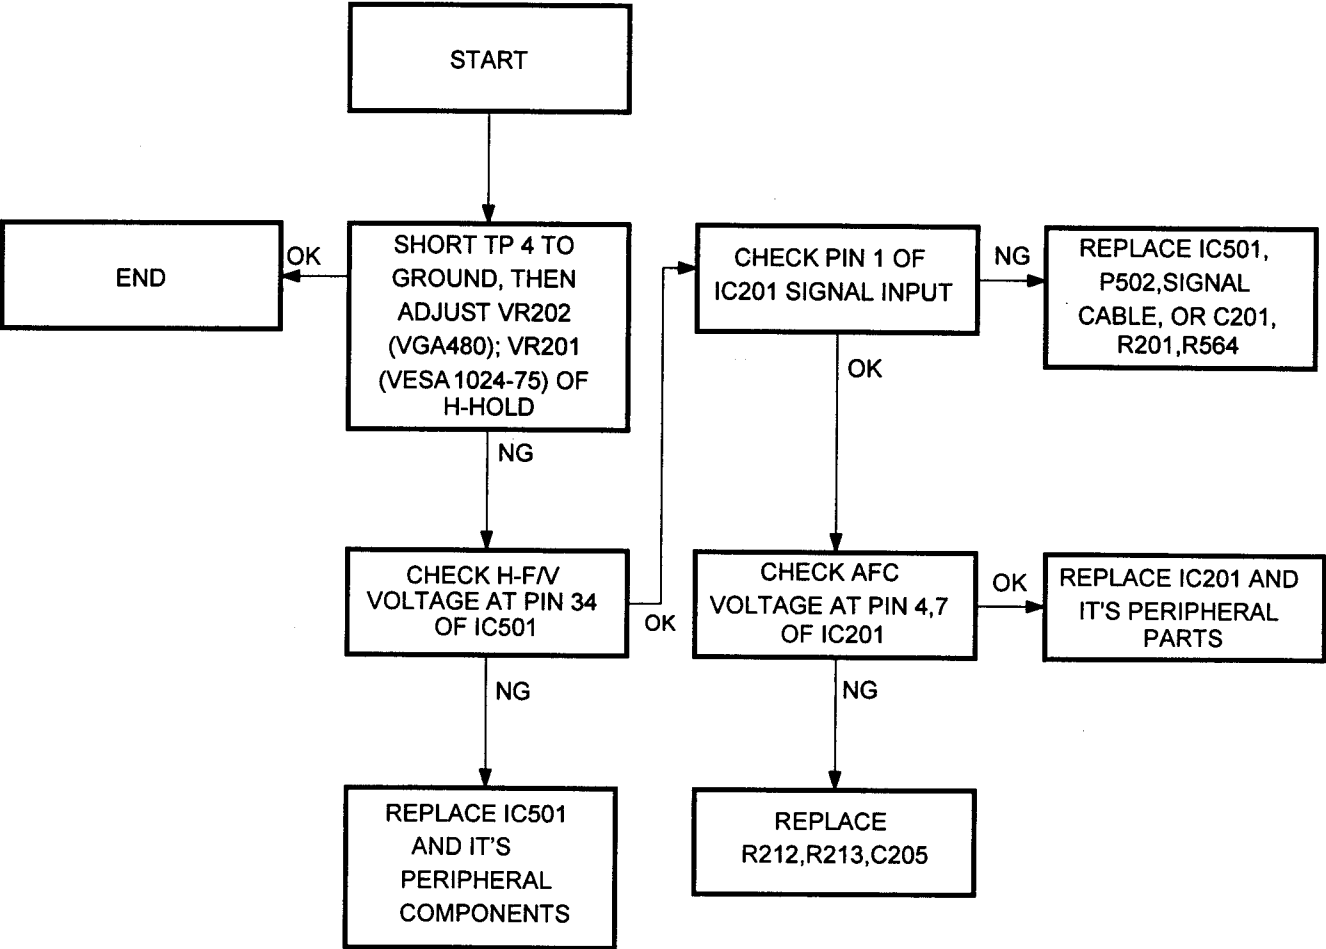 START
END
OK
SHORT TP 4 TO
GROUND, THEN
ADJUST VR202
(VGA480); VR201
(VESA 1024-75) OF
H-HOLD
NG
CHECK H-F/V
VOLTAGE AT PIN 34
OF IC501
OK
NG
REPLACE IC501
AND IT'S
PERIPHERAL
COMPONENTS
CHECK PIN 1 OF
IC201 SIGNAL INPUT
NG
REPLACE IC501,
P502,SIGNAL
CABLE, OR C201,
R201,R564
OK
CHECK AFC
VOLTAGE AT PIN 4,7
OF IC201
OK
REPLACE IC201 AND
IT'S PERIPHERAL
PARTS
NG
REPLACE
R212,R213,C205